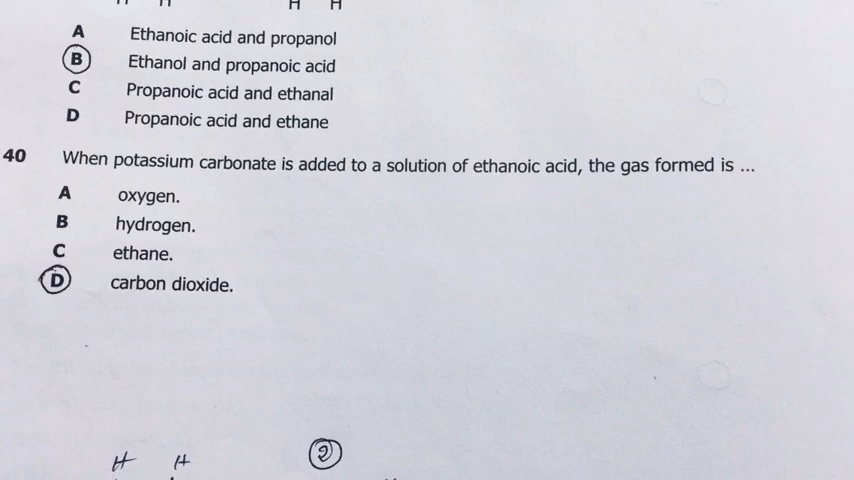 H H
A Ethanoic acid and propanol
B Ethanol and propanoic acid
C Propanoic acid and ethanal
D Propanoic acid and ethane
40 When potassium carbonate is added to a solution of ethanoic acid, the gas formed is ...
A oxygen.
B hydrogen.
C ethane.
D carbon dioxide.
H H 2